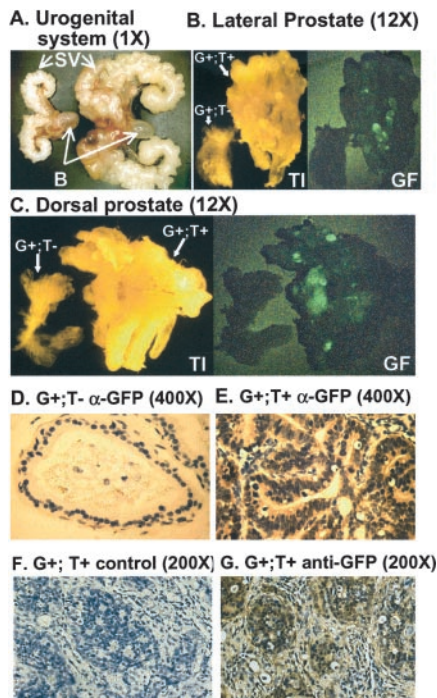 A. Urogenital
system (1X)
SV
B
B. Lateral Prostate (12X)
G+;T+
G+;T-
TI
GF
C. Dorsal prostate (12X)
G+;T-
G+;T+
TI
GF
D. G+;T- α-GFP (400X)
E. G+;T+ α-GFP (400X)
F. G+; T+ control (200X)
G. G+;T+ anti-GFP (200X)